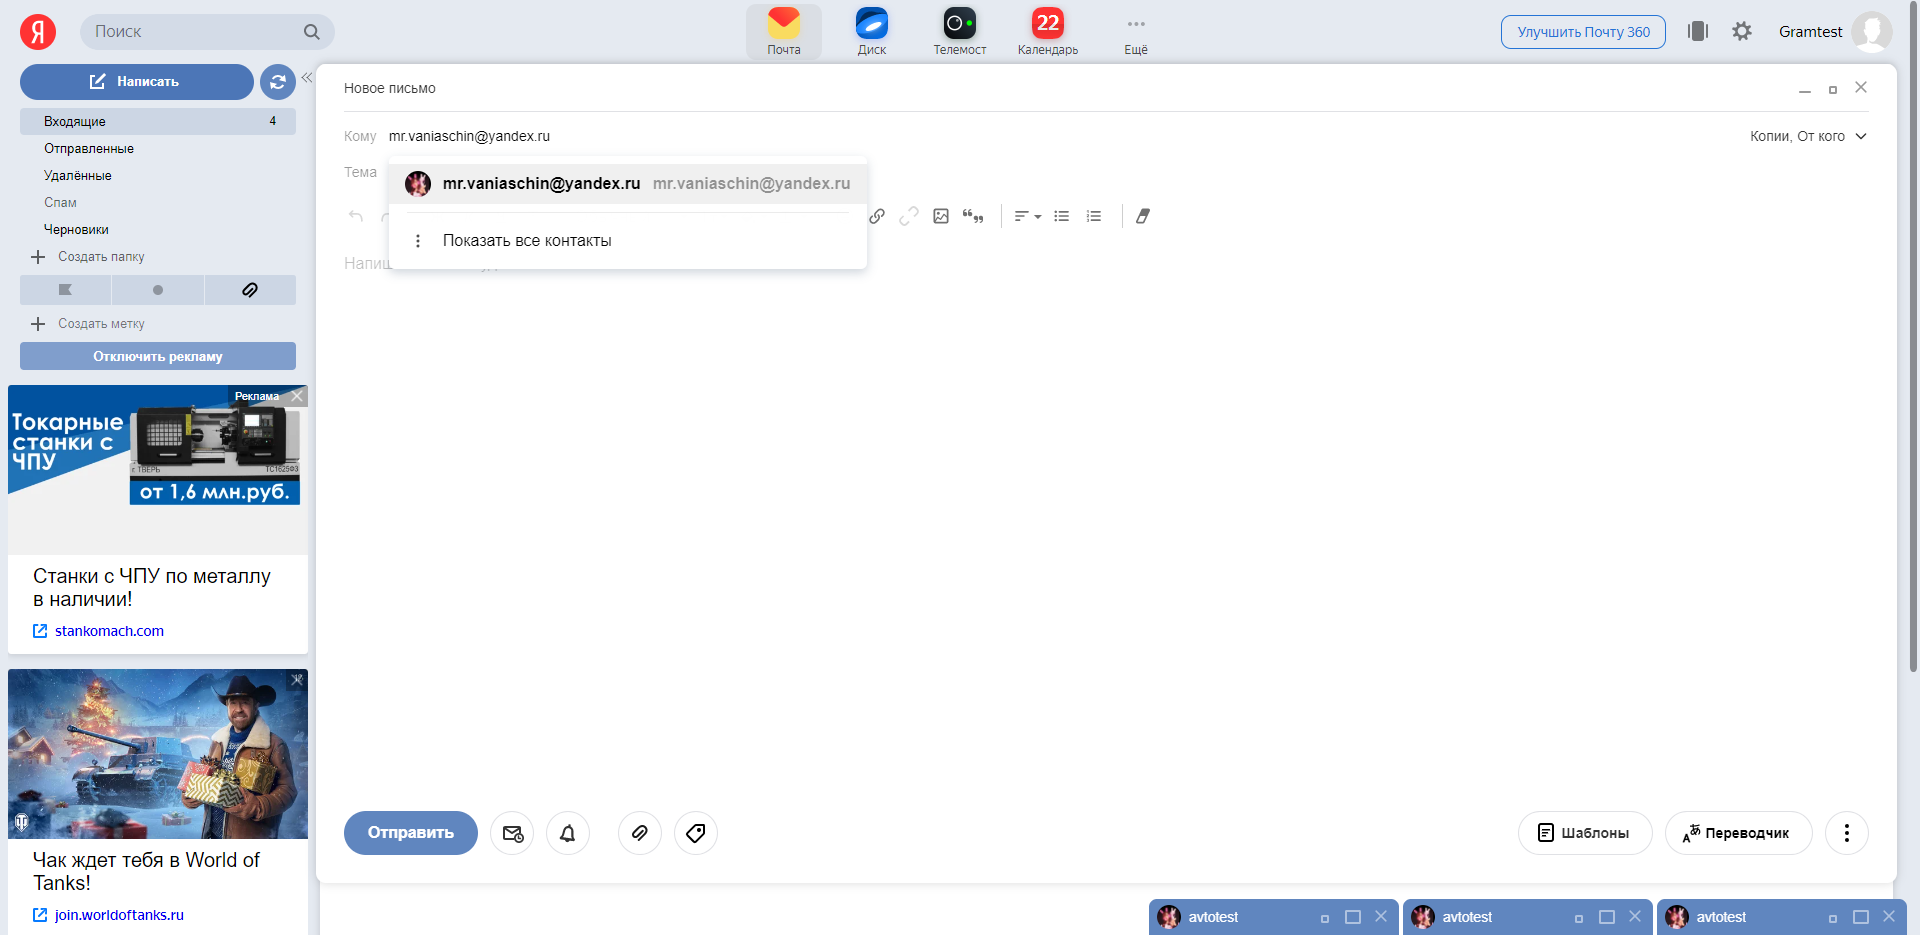 Я
Поиск
Почта
Диск
Телемост
22
Календарь
Ещё
Улучшить Почту 360
Gramtest
Написать
Входящие 4
Отправленные
Удалённые
Спам
Черновики
Создать папку
Создать метку
Отключить рекламу
Реклама
Токарные
станки с
ЧПУ
г. ТВЕРЬ
ТС1625Ф3
от 1,6 млн.руб.
Станки с ЧПУ по металлу
в наличии!
stankomach.com
Чак ждет тебя в World of
Tanks!
join.worldoftanks.ru
Новое письмо
Кому mr.vaniaschin@yandex.ru
Копии, От кого
Тема
mr.vaniaschin@yandex.ru mr.vaniaschin@yandex.ru
Показать все контакты
Напиш
Отправить
Шаблоны
Переводчик
avtotest
avtotest
avtotest